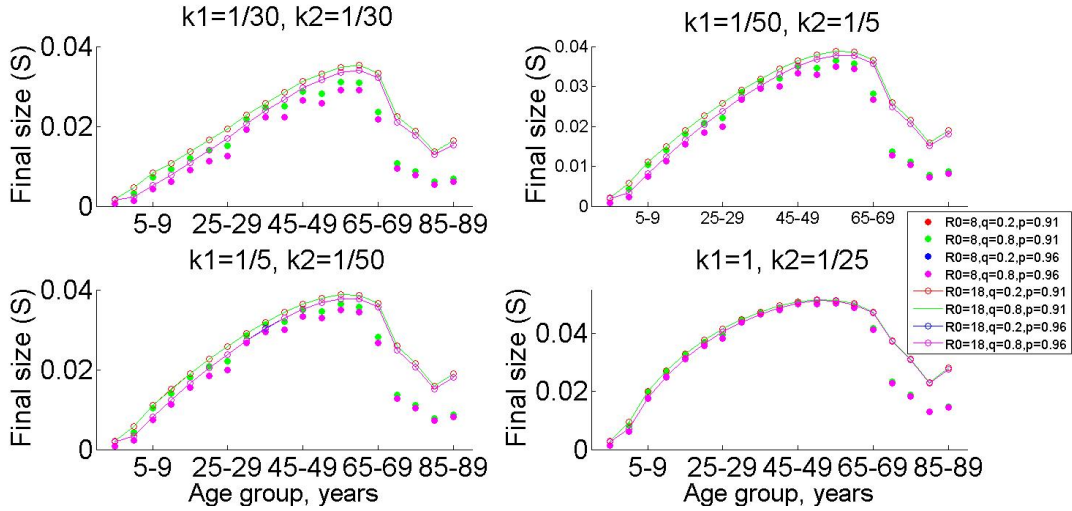 k1=1/30, k2=1/30
0.04
0.02
0
Final size (S)
5-9 25-29 45-49 65-69 85-89
k1=1/50, k2=1/5
0.04
0.03
0.02
0.01
0
Final size (S)
5-9 25-29 45-49 65-69
k1=1/5, k2=1/50
0.04
0.02
0
Final size (S)
5-9 25-29 45-49 65-69 85-89
Age group, years
k1=1, k2=1/25
0.04
0.02
0
Final size (S)
5-9 25-29 45-49 65-69 85-89
Age group, years
R0=8,q=0.2,p=0.91
R0=8,q=0.8,p=0.91
R0=8,q=0.2,p=0.96
R0=8,q=0.8,p=0.96
R0=18,q=0.2,p=0.91
R0=18,q=0.8,p=0.91
R0=18,q=0.2,p=0.96
R0=18,q=0.8,p=0.96